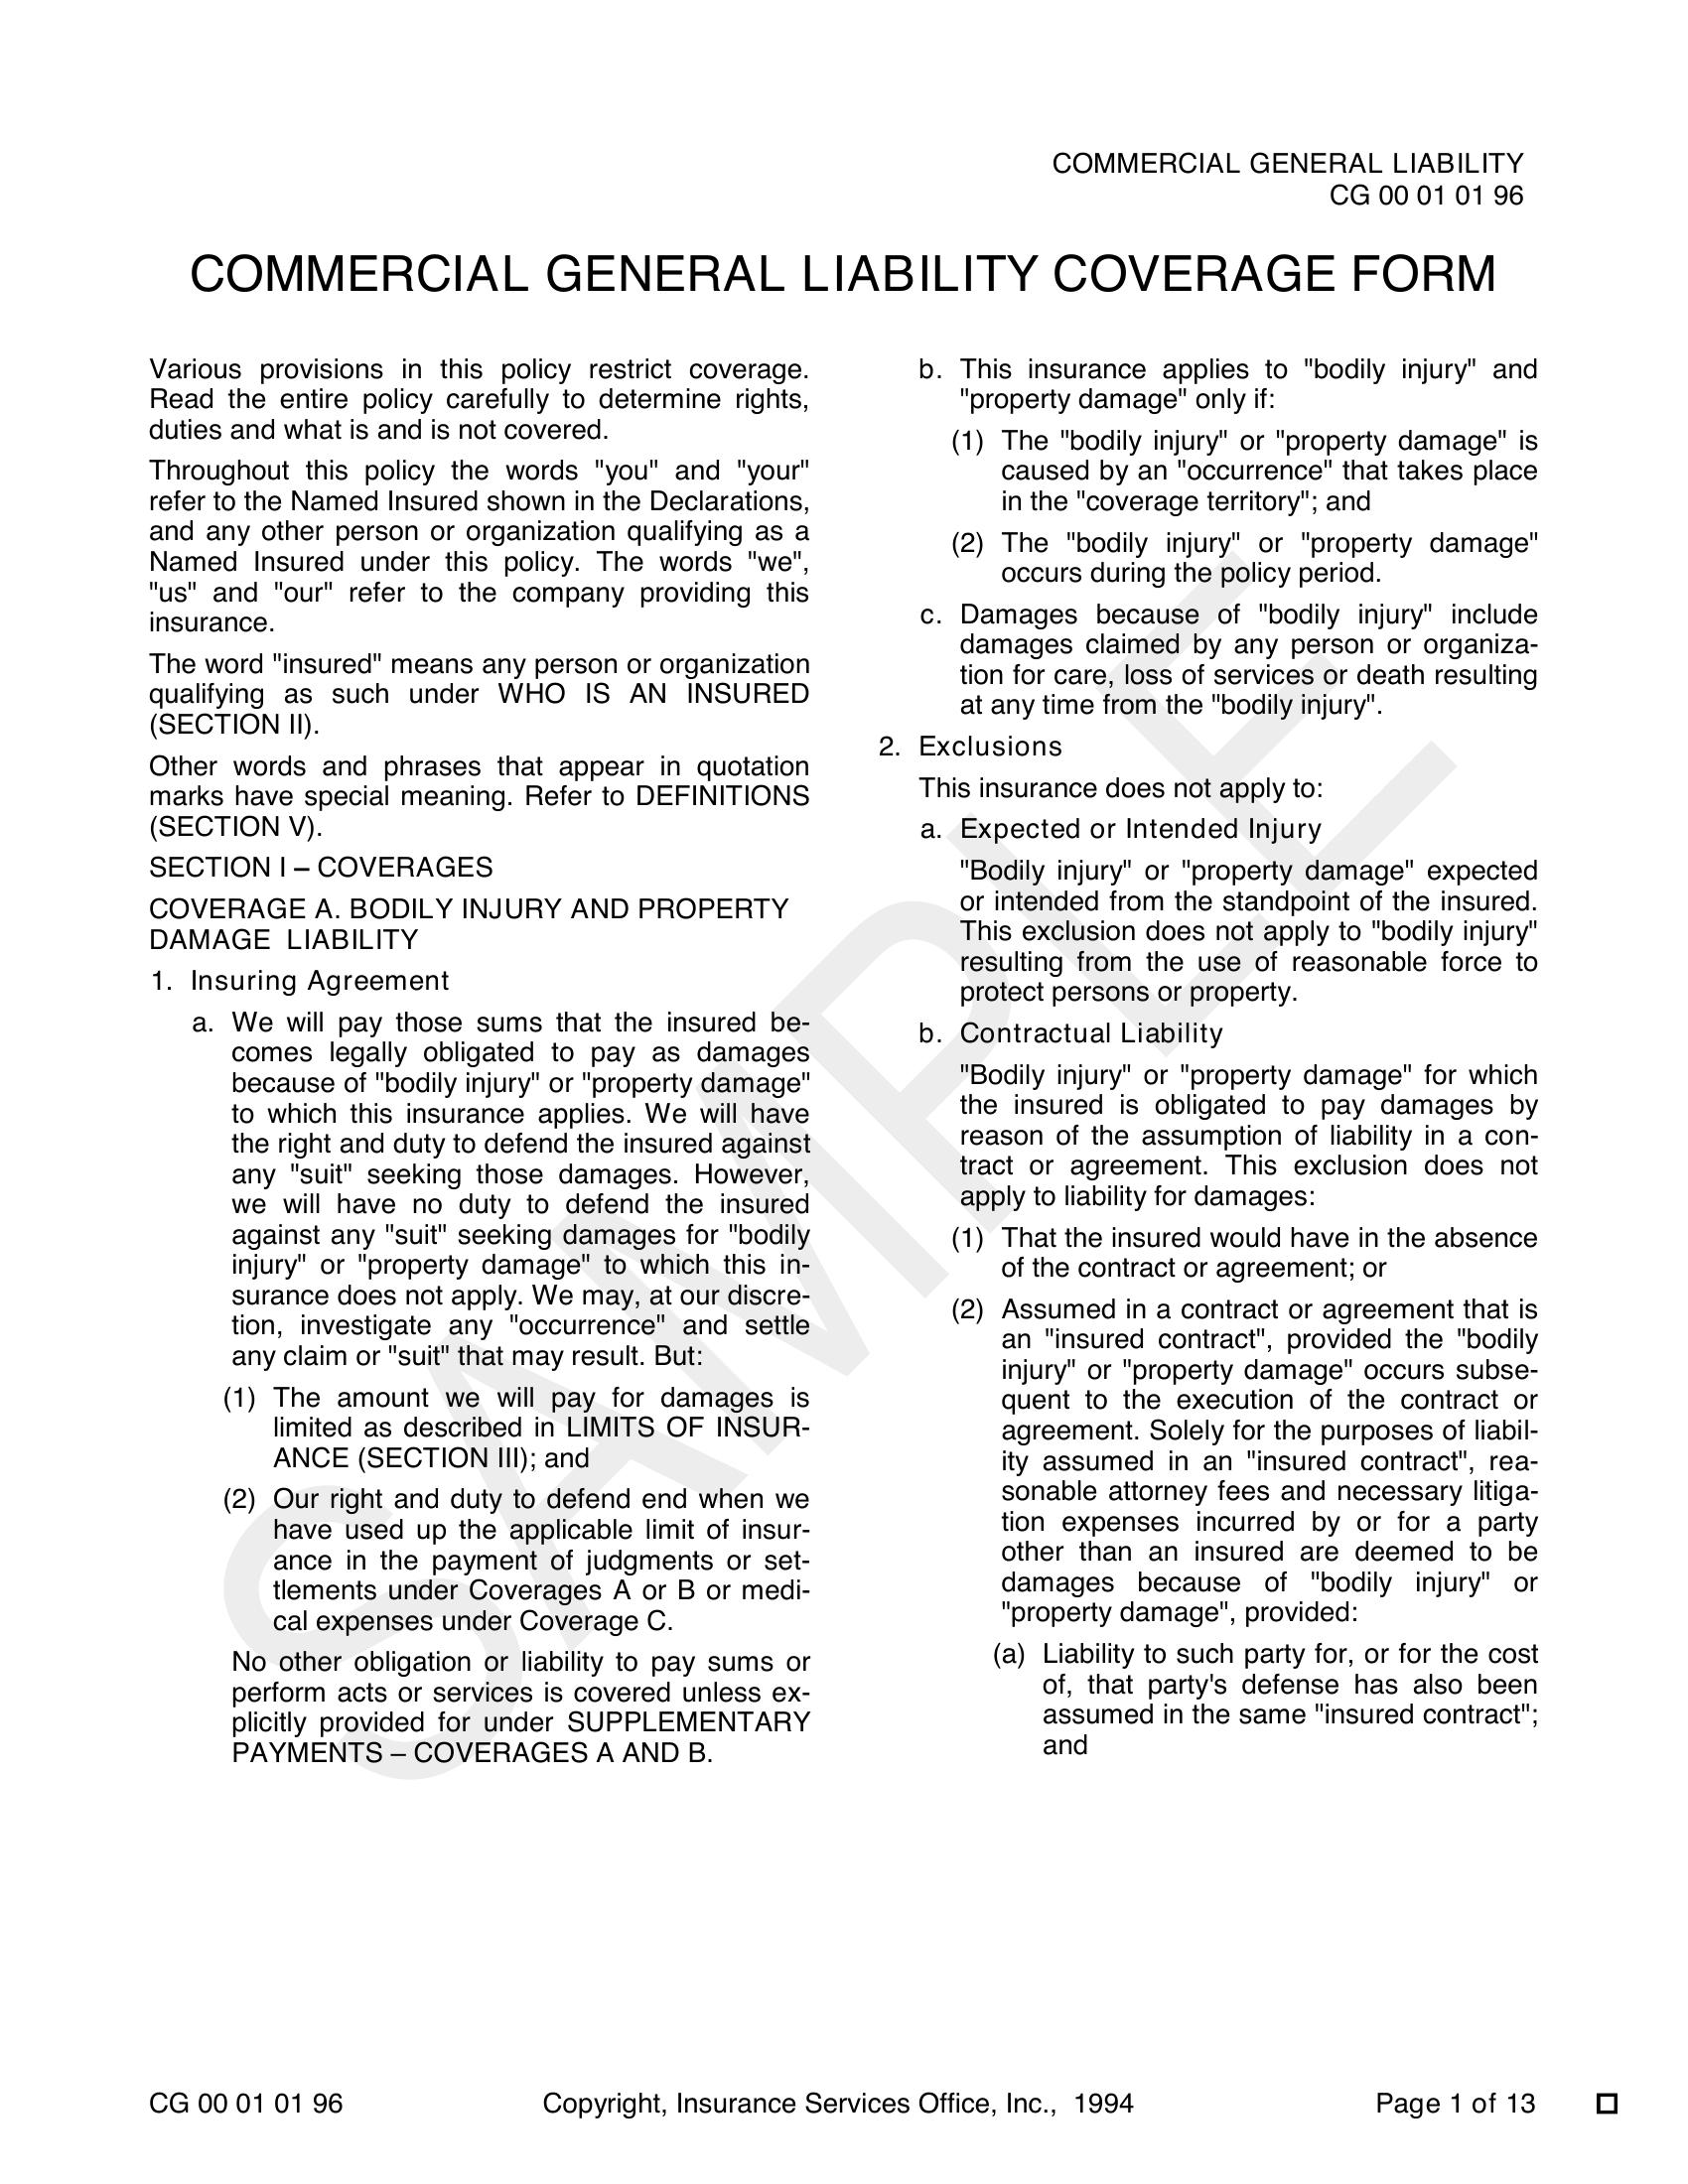 COMMERCIAL GENERAL LIABILITY
CG 00 01 01 96
COMMERCIAL GENERAL LIABILITY COVERAGE FORM
Various provisions in this policy restrict coverage.
Read the entire policy carefully to determine rights,
duties and what is and is not covered.
Throughout this policy the words "you" and "your"
refer to the Named Insured shown in the Declarations,
and any other person or organization qualifying as a
Named Insured under this policy. The words "we",
"us" and "our" refer to the company providing this
insurance.
The word "insured" means any person or organization
qualifying as such under WHO IS AN INSURED
(SECTION II).
Other words and phrases that appear in quotation
marks have special meaning. Refer to DEFINITIONS
(SECTION V).
SECTION I – COVERAGES
COVERAGE A. BODILY INJURY AND PROPERTY
DAMAGE LIABILITY
1. Insuring Agreement
a. We will pay those sums that the insured be-
comes legally obligated to pay as damages
because of "bodily injury" or "property damage"
to which this insurance applies. We will have
the right and duty to defend the insured against
any "suit" seeking those damages. However,
we will have no duty to defend the insured
against any "suit" seeking damages for "bodily
injury" or "property damage" to which this in-
surance does not apply. We may, at our discre-
tion, investigate any "occurrence" and settle
any claim or "suit" that may result. But:
(1) The amount we will pay for damages is
limited as described in LIMITS OF INSUR-
ANCE (SECTION III); and
(2) Our right and duty to defend end when we
have used up the applicable limit of insur-
ance in the payment of judgments or set-
tlements under Coverages A or B or medi-
cal expenses under Coverage C.
No other obligation or liability to pay sums or
perform acts or services is covered unless ex-
plicitly provided for under SUPPLEMENTARY
PAYMENTS – COVERAGES A AND B.
b. This insurance applies to "bodily injury" and
"property damage" only if:
(1) The "bodily injury" or "property damage" is
caused by an "occurrence" that takes place
in the "coverage territory"; and
(2) The "bodily injury" or "property damage"
occurs during the policy period.
c. Damages because of "bodily injury" include
damages claimed by any person or organiza-
tion for care, loss of services or death resulting
at any time from the "bodily injury".
2. Exclusions
This insurance does not apply to:
a. Expected or Intended Injury
"Bodily injury" or "property damage" expected
or intended from the standpoint of the insured.
This exclusion does not apply to "bodily injury"
resulting from the use of reasonable force to
protect persons or property.
b. Contractual Liability
"Bodily injury" or "property damage" for which
the insured is obligated to pay damages by
reason of the assumption of liability in a con-
tract or agreement. This exclusion does not
apply to liability for damages:
(1) That the insured would have in the absence
of the contract or agreement; or
(2) Assumed in a contract or agreement that is
an "insured contract", provided the "bodily
injury" or "property damage" occurs subse-
quent to the execution of the contract or
agreement. Solely for the purposes of liabil-
ity assumed in an "insured contract", rea-
sonable attorney fees and necessary litiga-
tion expenses incurred by or for a party
other than an insured are deemed to be
damages because of "bodily injury" or
"property damage", provided:
(a) Liability to such party for, or for the cost
of, that party's defense has also been
assumed in the same "insured contract";
and
SAMPLE
CG 00 01 01 96 Copyright, Insurance Services Office, Inc., 1994 Page 1 of 13